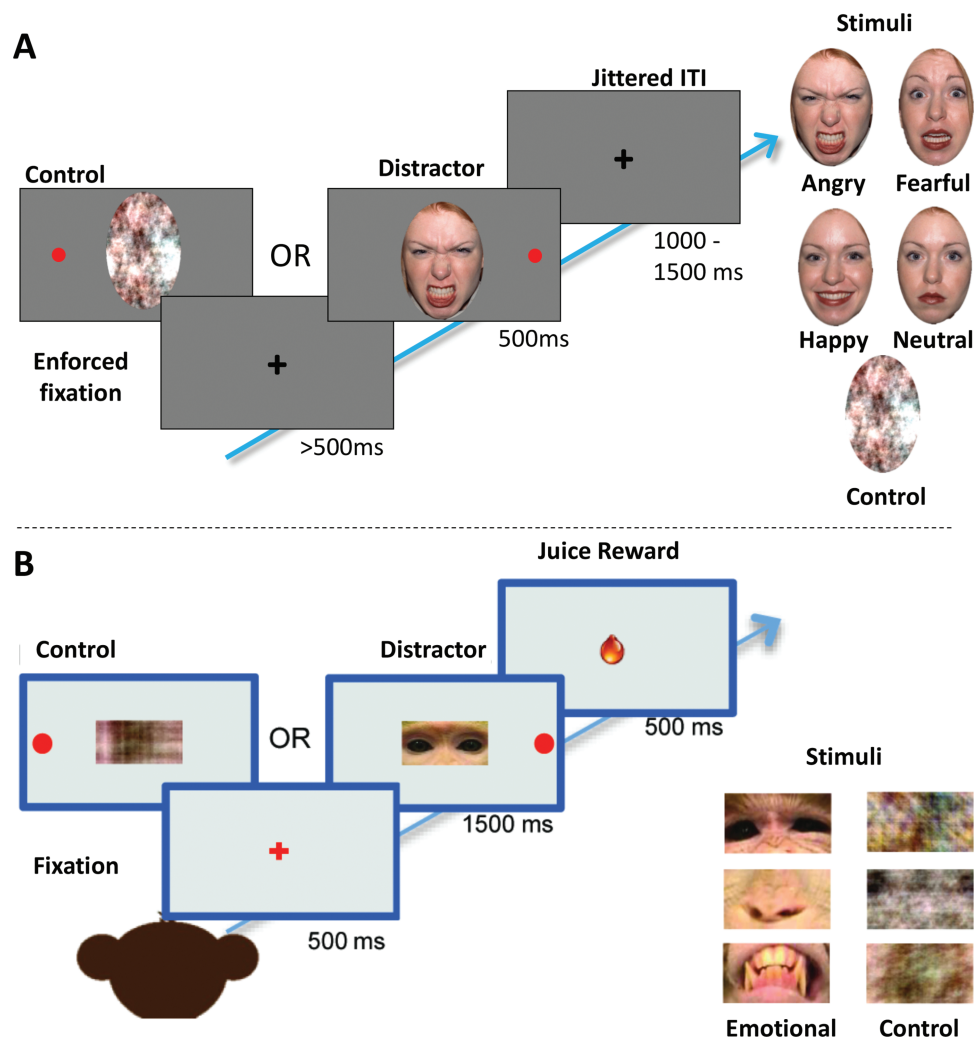 A
Stimuli
Jittered ITI
Control
Distractor
Angry
Fearful
OR
1000 -
1500 ms
500ms
Enforced
fixation
>500ms
Happy
Neutral
Control
B
Juice Reward
Control
Distractor
OR
500 ms
Stimuli
1500 ms
Fixation
500 ms
Emotional
Control